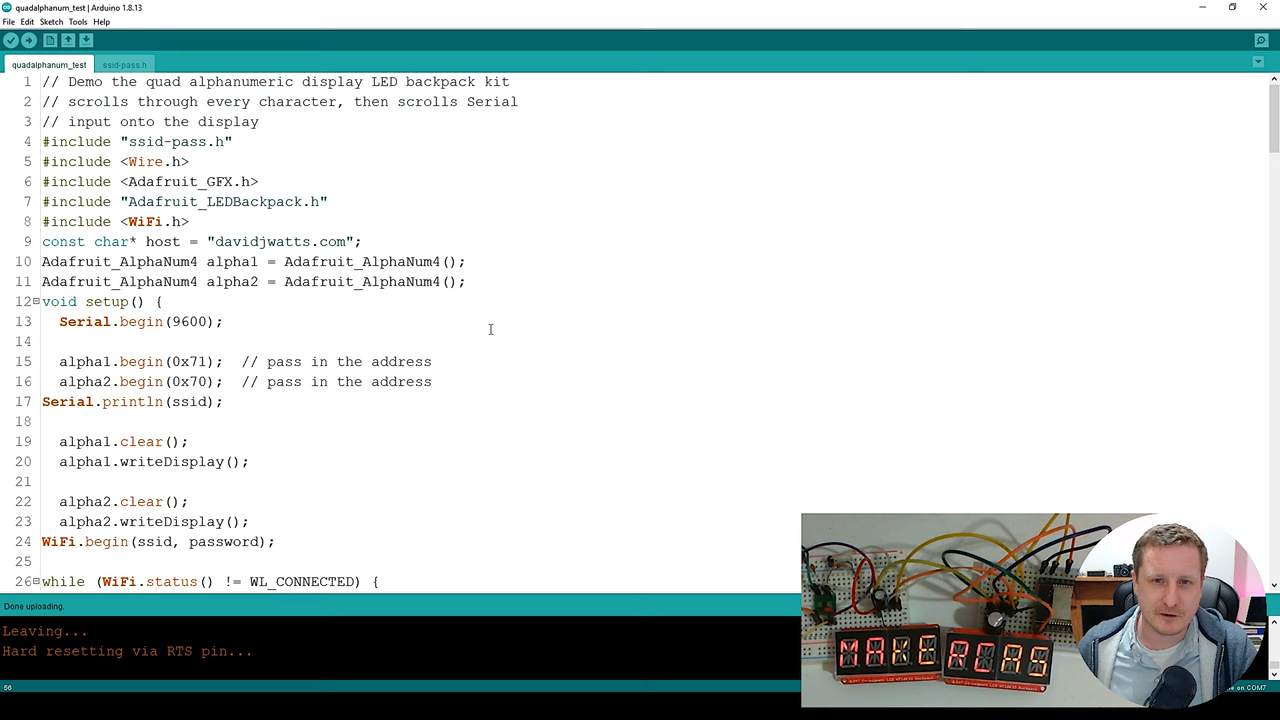 quadalphanum_test | Arduino 1.8.13
File Edit Sketch Tools Help
quadalphanum_test ssid-pass.h
1 // Demo the quad alphanumeric display LED backpack kit
2 // scrolls through every character, then scrolls Serial
3 // input onto the display
4 #include "ssid-pass.h"
5 #include <Wire.h>
6 #include <Adafruit_GFX.h>
7 #include "Adafruit_LEDBackpack.h"
8 #include <WiFi.h>
9 const char* host = "davidjwatts.com";
10 Adafruit_AlphaNum4 alpha1 = Adafruit_AlphaNum4();
11 Adafruit_AlphaNum4 alpha2 = Adafruit_AlphaNum4();
12 void setup() {
13 Serial.begin(9600);
14
15 alpha1.begin(0x71); // pass in the address
16 alpha2.begin(0x70); // pass in the address
17 Serial.println(ssid);
18
19 alpha1.clear();
20 alpha1.writeDisplay();
21
22 alpha2.clear();
23 alpha2.writeDisplay();
24 WiFi.begin(ssid, password);
25
26 while (WiFi.status() != WL_CONNECTED) {
Done uploading.
Leaving...
Hard resetting via RTS pin...
MAKERCAS
56
on COM7